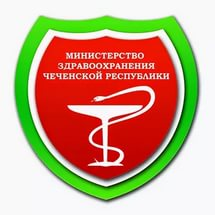 МИНИСТЕРСТВО
ЗДРАВООХРАНЕНИЯ
ЧЕЧЕНСКОЙ РЕСПУБЛИКИ